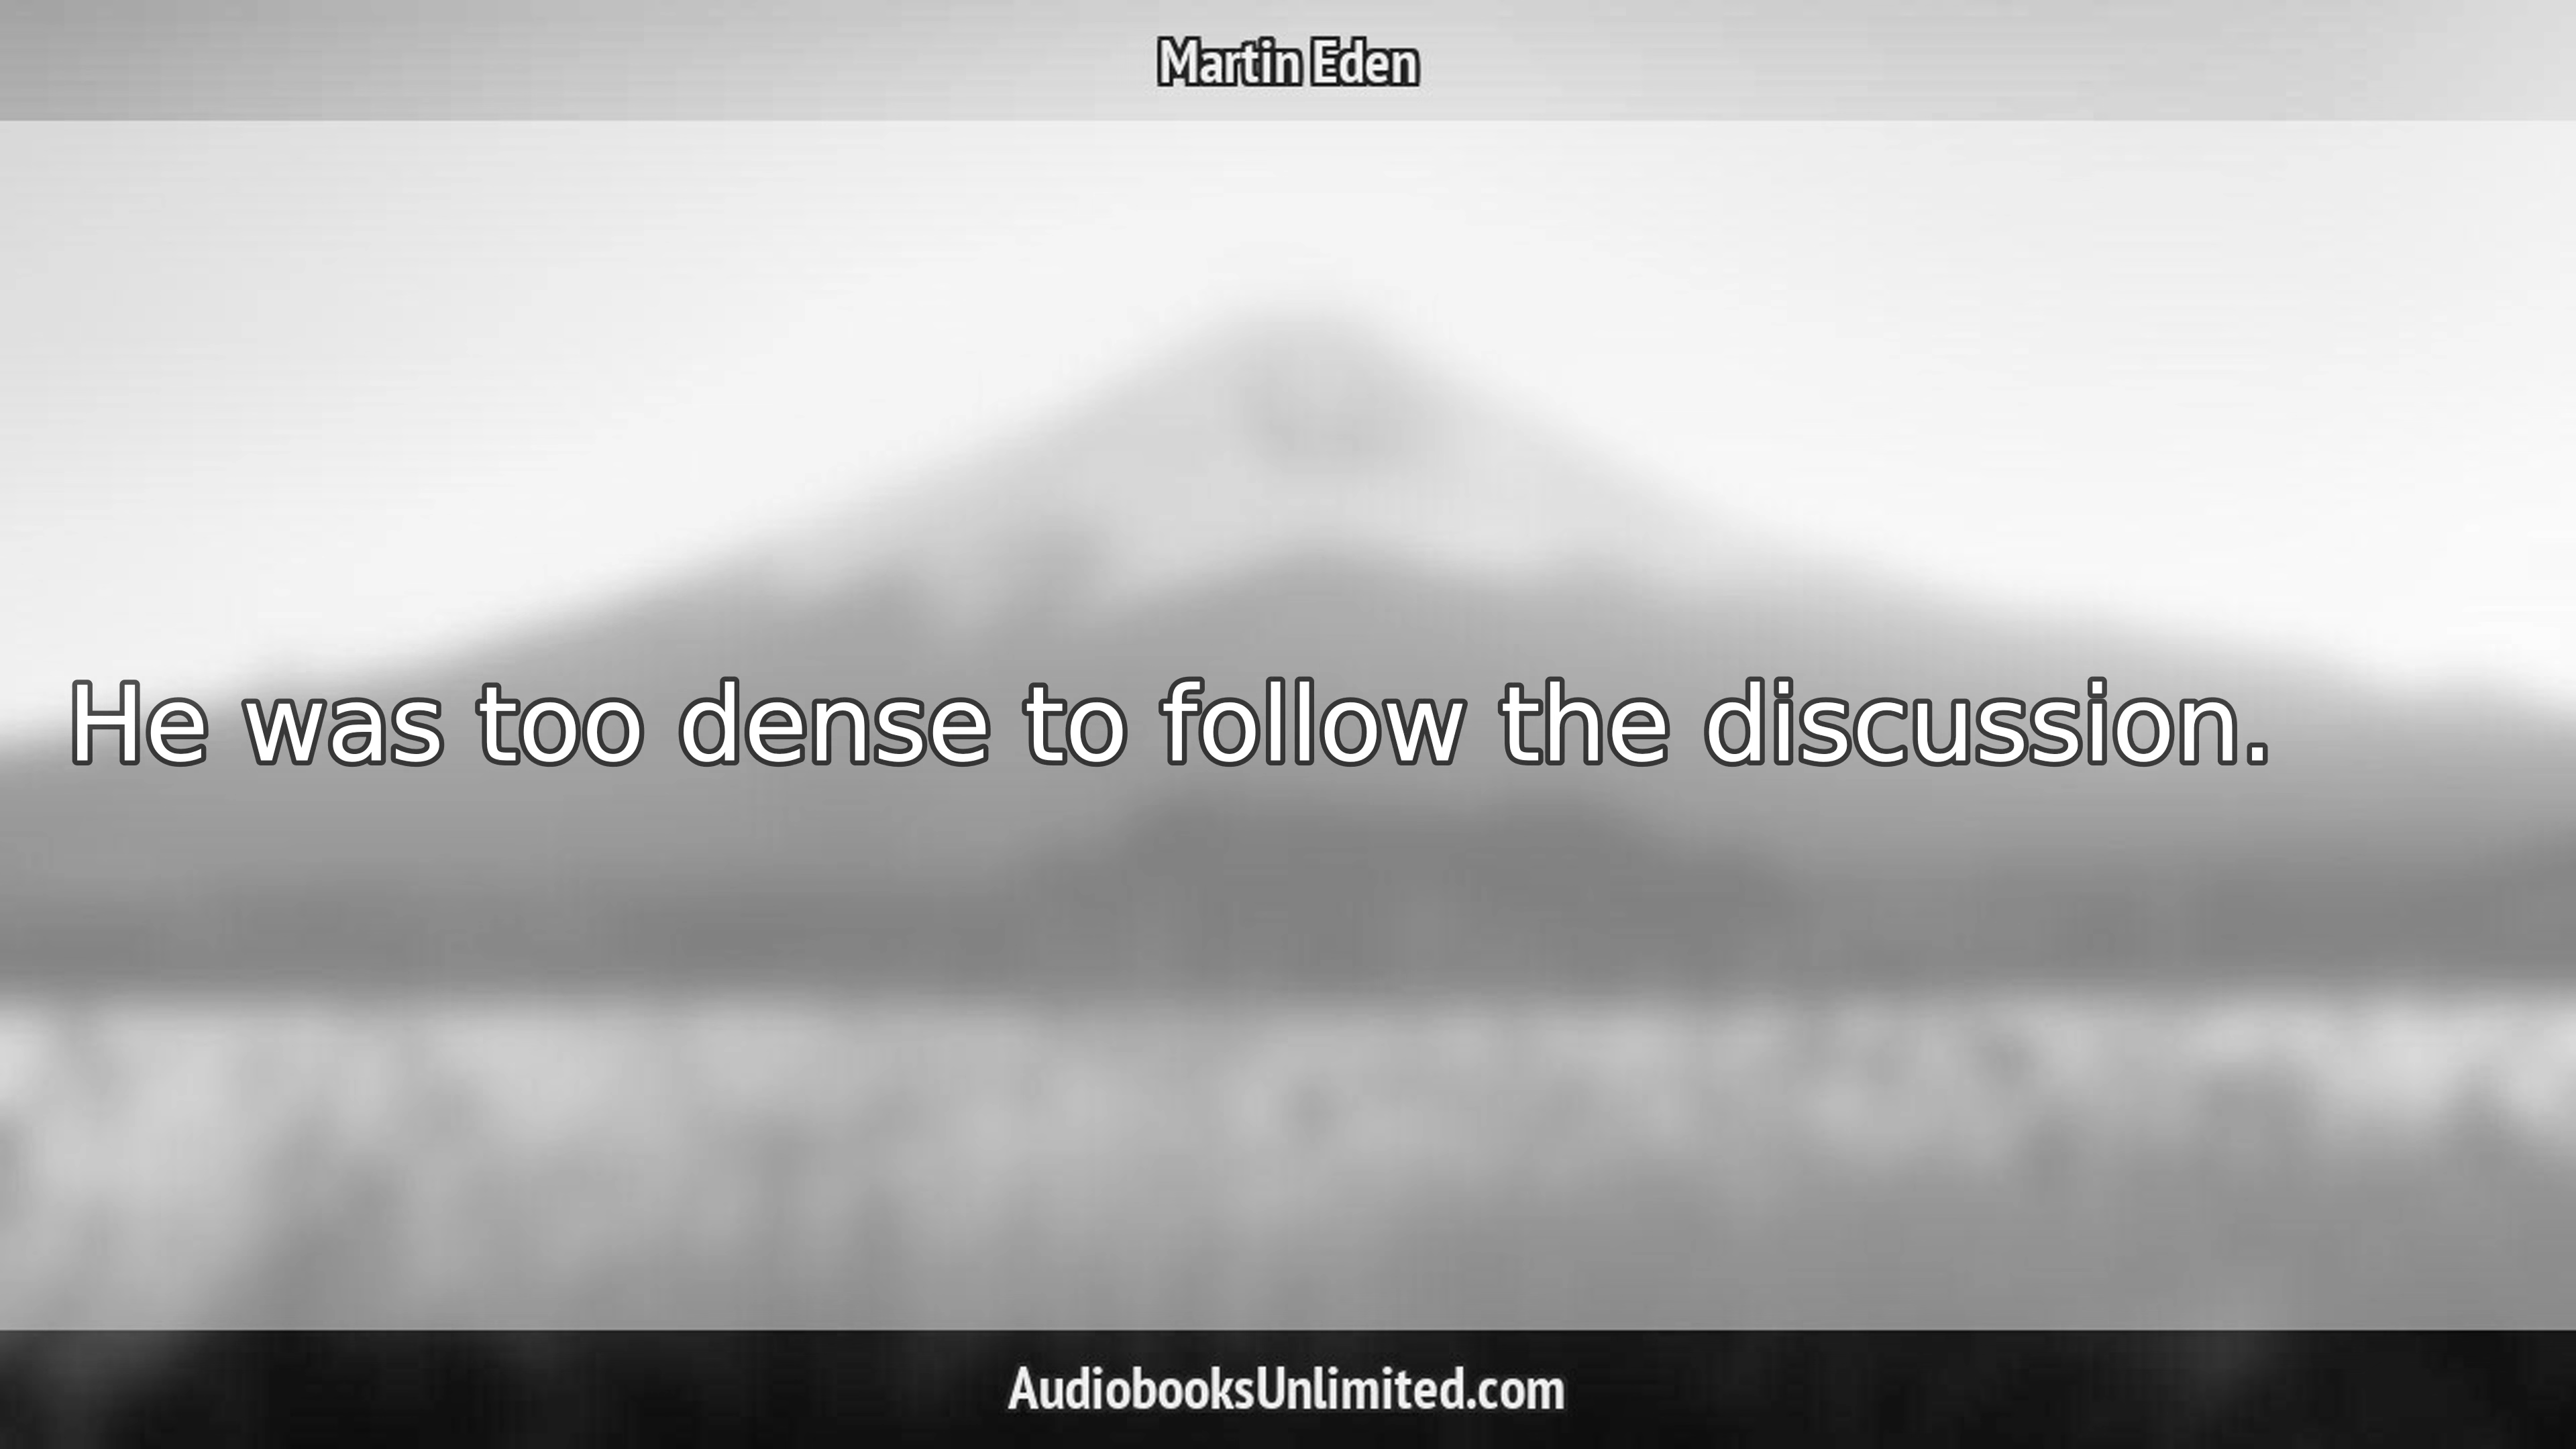 Martin Eden
He was too dense to follow the discussion.
AudiobooksUnlimited.com